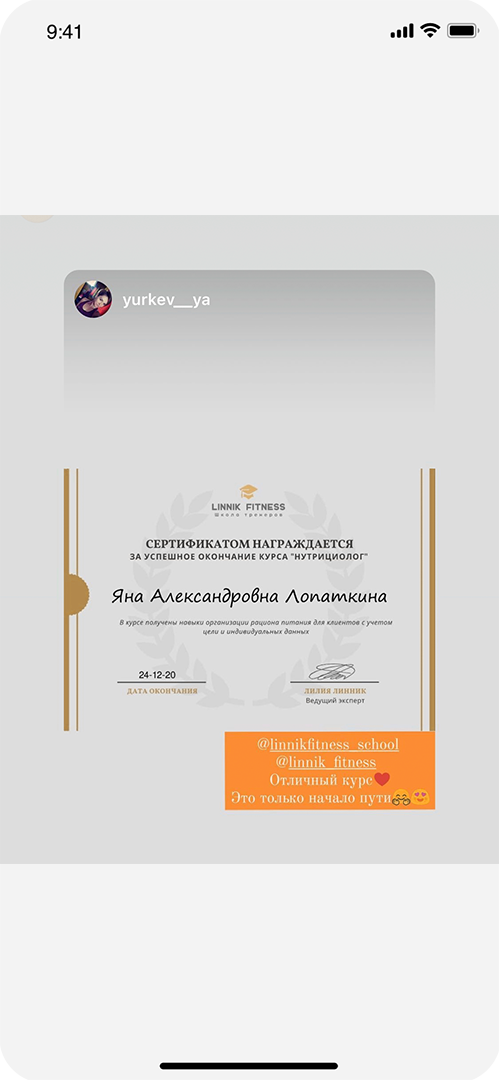 9:41
yurkev__ya
LINNIK FITNESS
Школа тренеров
СЕРТИФИКАТОМ НАГРАЖДАЕТСЯ
ЗА УСПЕШНОЕ ОКОНЧАНИЕ КУРСА "НУТРИЦИОЛОГ"
Яна Александровна Лопаткина
В курсе получены навыки организации рациона питания для клиентов с учетом
цели и индивидуальных данных
24-12-20
ДАТА ОКОНЧАНИЯ
ЛИЛИЯ ЛИННИК
Ведущий эксперт
@linnikfitness_school
@linnik_fitness
Отличный курс❤️
Это только начало пути🤗😍